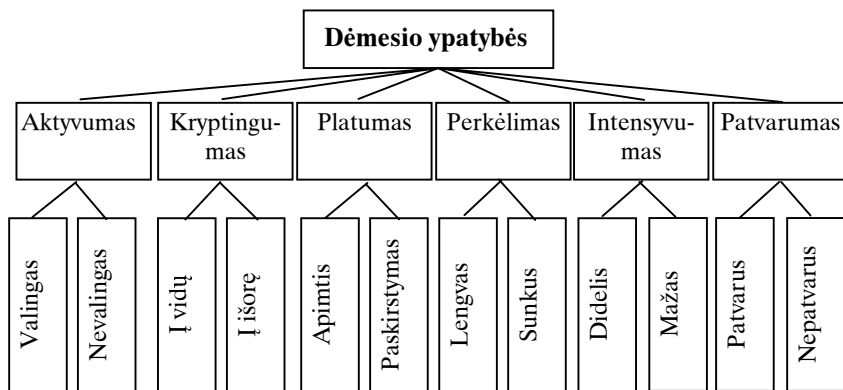 Dėmesio ypatybės
Aktyvumas
Kryptingu-
mas
Platumas
Perkėlimas
Intensyvu-
mas
Patvarumas
Valingas
Nevalingas
Į vidų
Į išorę
Apimtis
Paskirstymas
Lengvas
Sunkus
Didelis
Mažas
Patvarus
Nepatvarus